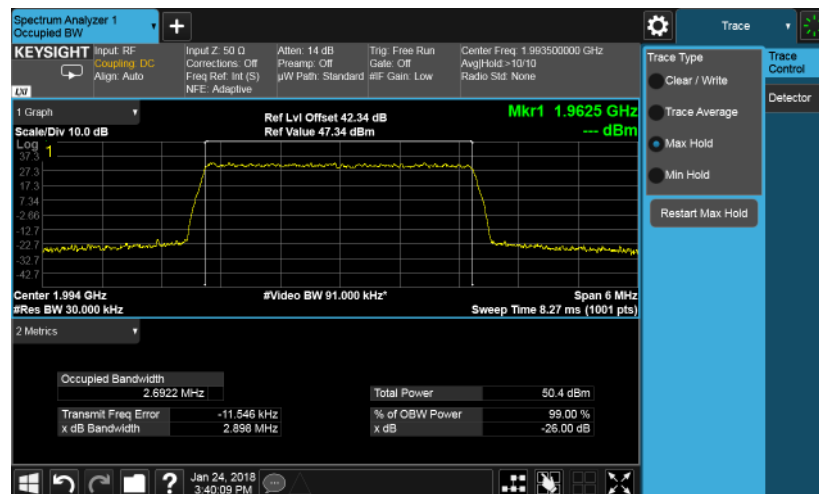 Spectrum Analyzer 1
Occupied BW
+
Trace
KEYSIGHT
LXI
Input: RF
Coupling: DC
Align: Auto
Input Z: 50 Ω
Corrections: Off
Freq Ref: Int (S)
NFE: Adaptive
Atten: 14 dB
Preamp: Off
µW Path: Standard
Trig: Free Run
Gate: Off
#IF Gain: Low
Center Freq: 1.993500000 GHz
Avg|Hold:>10/10
Radio Std: None
Trace Type
Clear / Write
Trace Average
Max Hold
Min Hold
Restart Max Hold
Trace
Control
Detector
1 Graph
Scale/Div 10.0 dB
Ref Lvl Offset 42.34 dB
Ref Value 47.34 dBm
Mkr1 1.9625 GHz
--- dBm
Log
1
37.3
27.3
17.3
7.34
-2.66
-12.7
-22.7
-32.7
-42.7
Center 1.994 GHz
#Video BW 91.000 kHz*
Span 6 MHz
#Res BW 30.000 kHz
Sweep Time 8.27 ms (1001 pts)
2 Metrics
Occupied Bandwidth
2.6922 MHz
Total Power 50.4 dBm
Transmit Freq Error -11.546 kHz
% of OBW Power 99.00 %
x dB Bandwidth 2.898 MHz
x dB -26.00 dB
?
Jan 24, 2018
3:40:09 PM